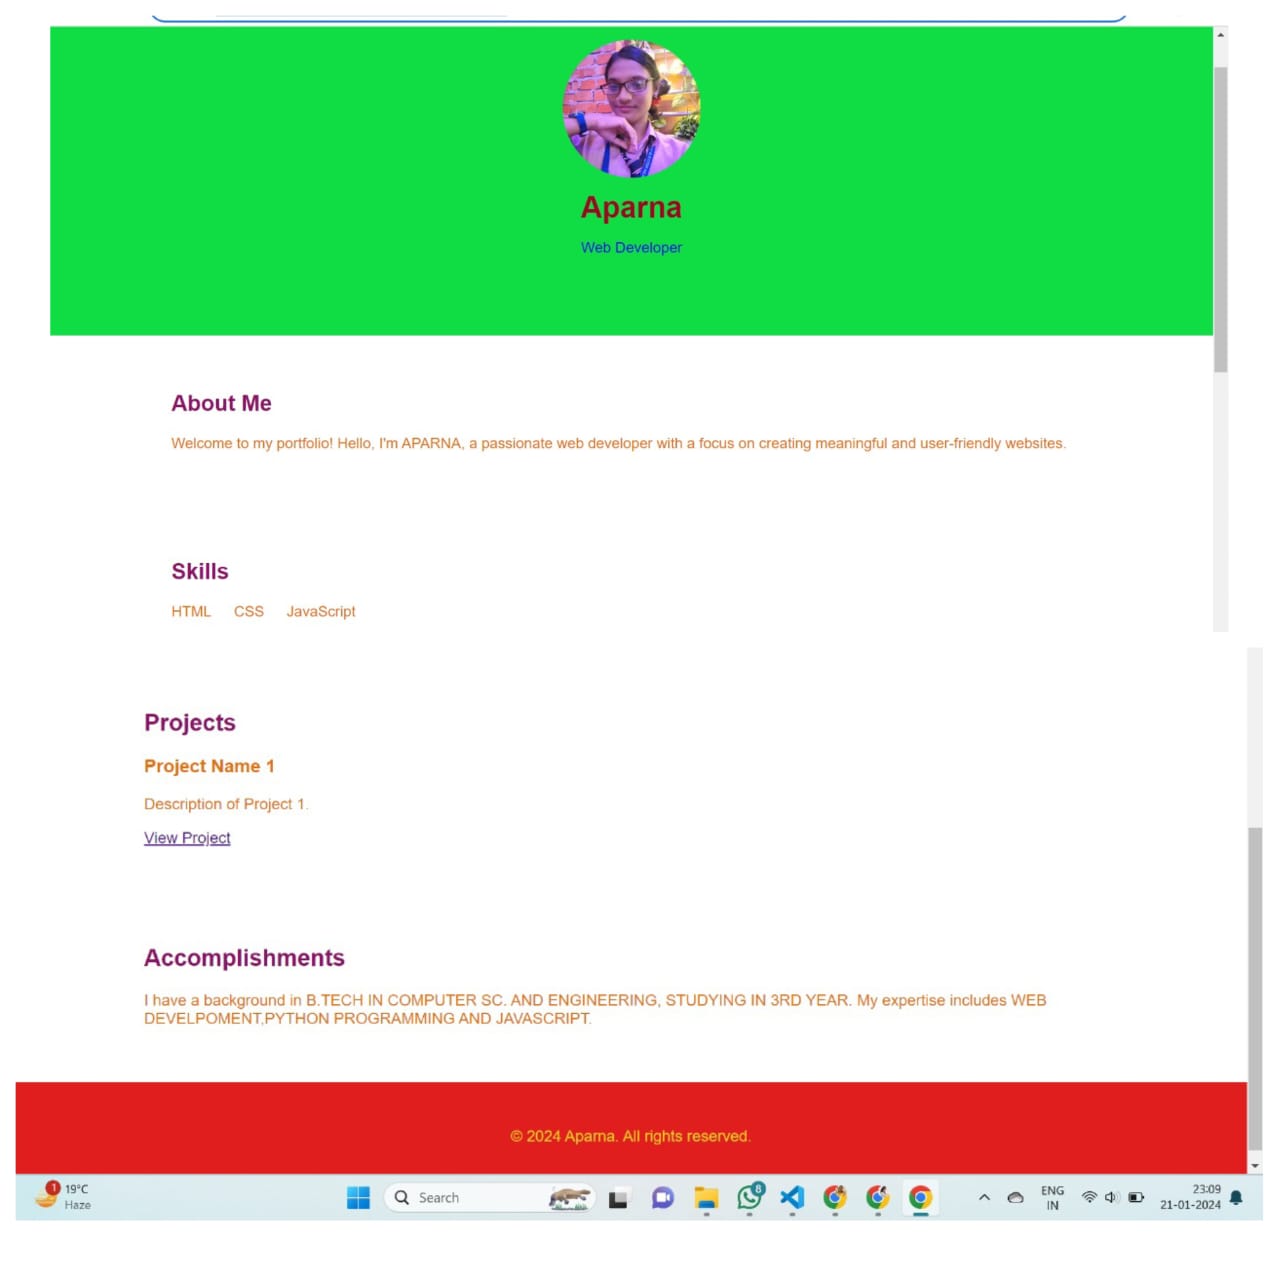 Aparna
Web Developer
About Me
Welcome to my portfolio! Hello, I'm APARNA, a passionate web developer with a focus on creating meaningful and user-friendly websites.
Skills
HTML CSS JavaScript
Projects
Project Name 1
Description of Project 1.
View Project
Accomplishments
I have a background in B.TECH IN COMPUTER SC. AND ENGINEERING, STUDYING IN 3RD YEAR. My expertise includes WEB
DEVELPOMENT,PYTHON PROGRAMMING AND JAVASCRIPT.
© 2024 Aparna. All rights reserved.
1
19°C
Haze
Search
8
ENG
IN
23:09
21-01-2024